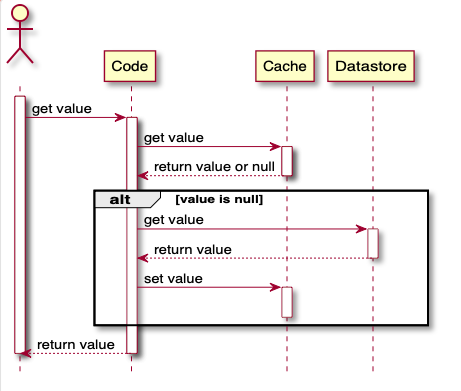 Code
Cache
Datastore
get value
get value
return value or null
alt
[value is null]
get value
return value
set value
return value